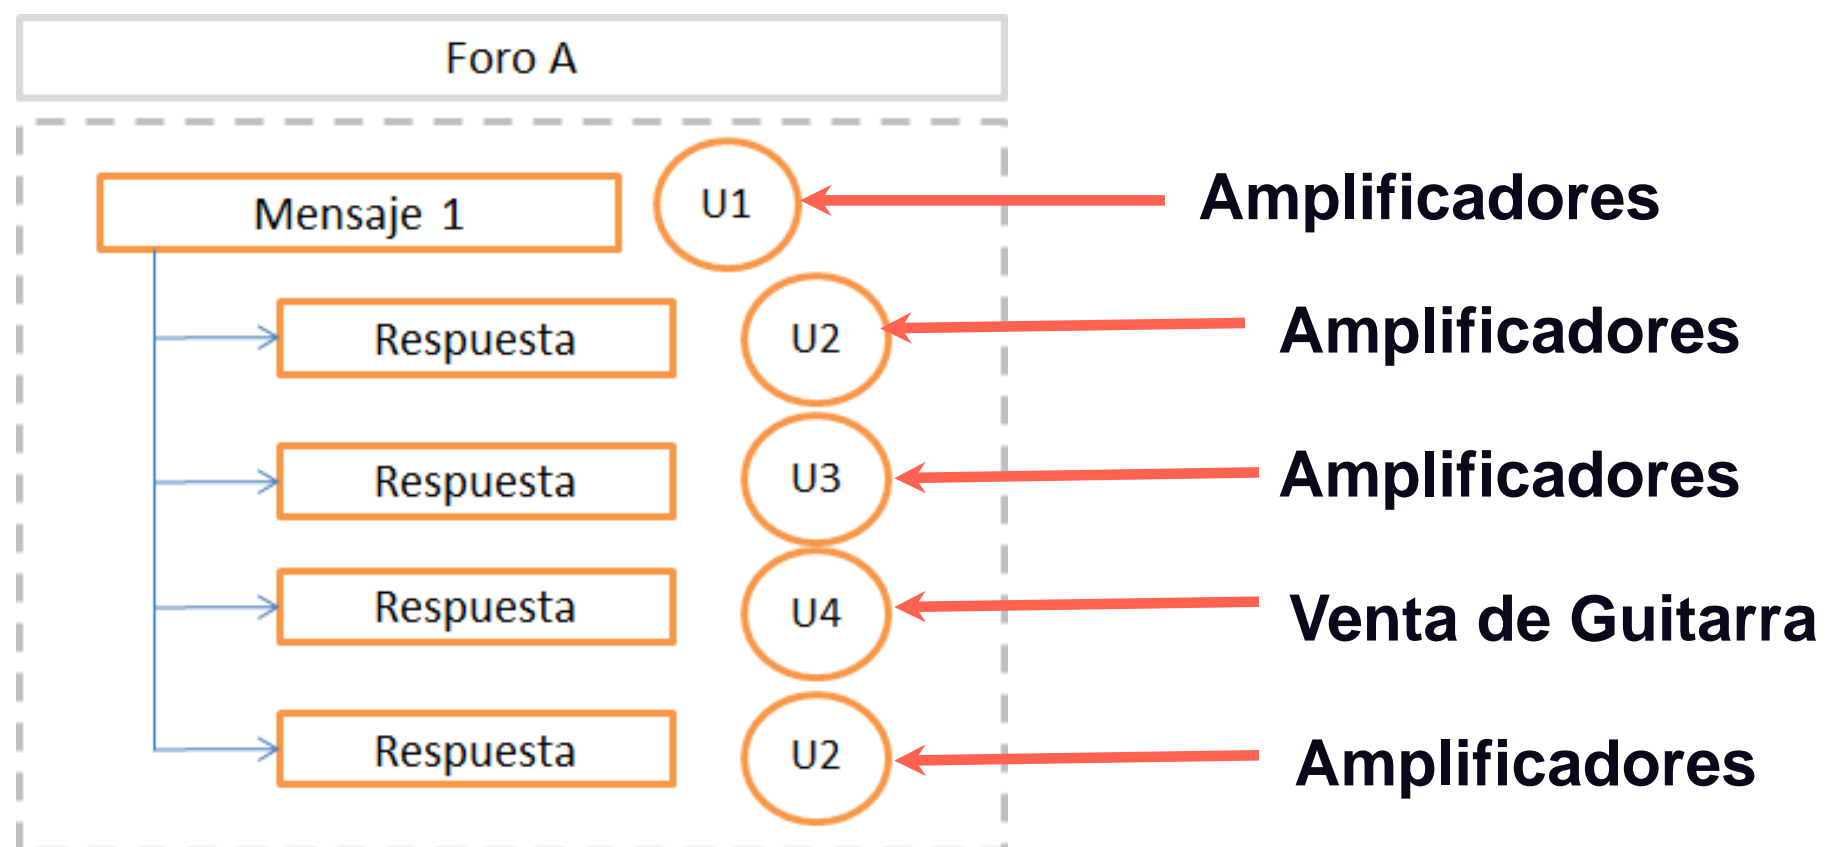 Foro A
Mensaje 1
U1
Amplificadores
Respuesta
U2
Amplificadores
Respuesta
U3
Amplificadores
Respuesta
U4
Venta de Guitarra
Respuesta
U2
Amplificadores